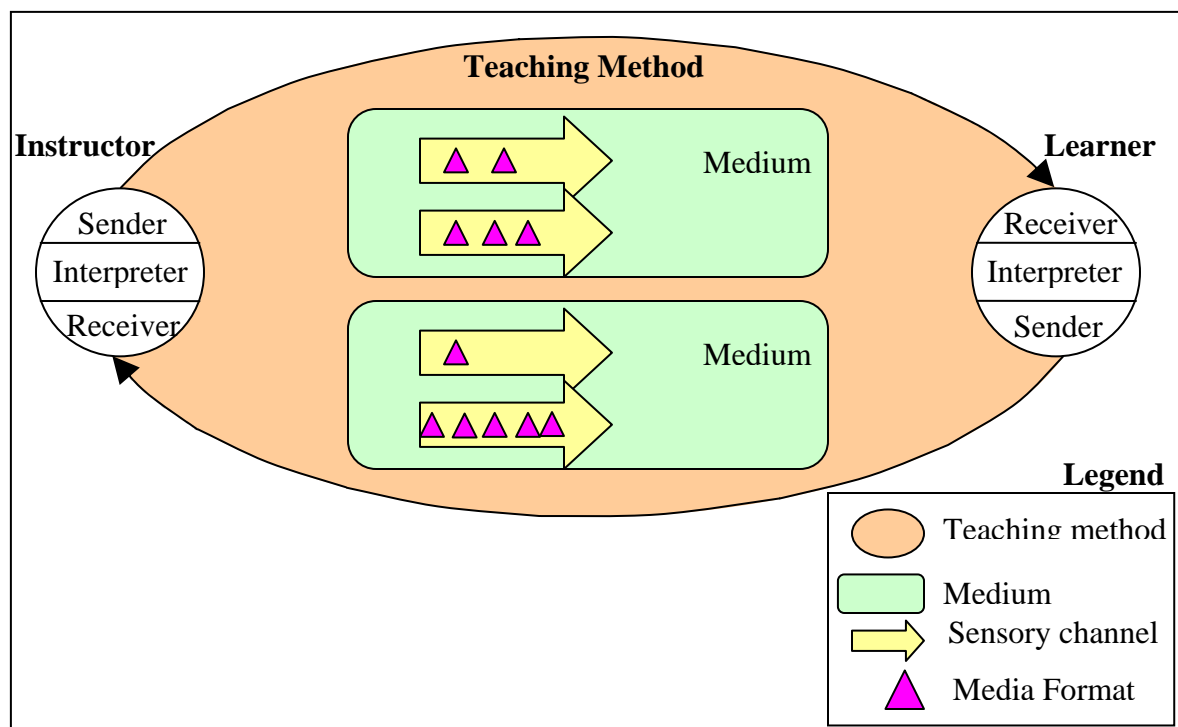 Teaching Method
Instructor
Learner
Medium
Sender
Interpreter
Receiver
Receiver
Interpreter
Sender
Medium
Legend
Teaching method
Medium
Sensory channel
Media Format